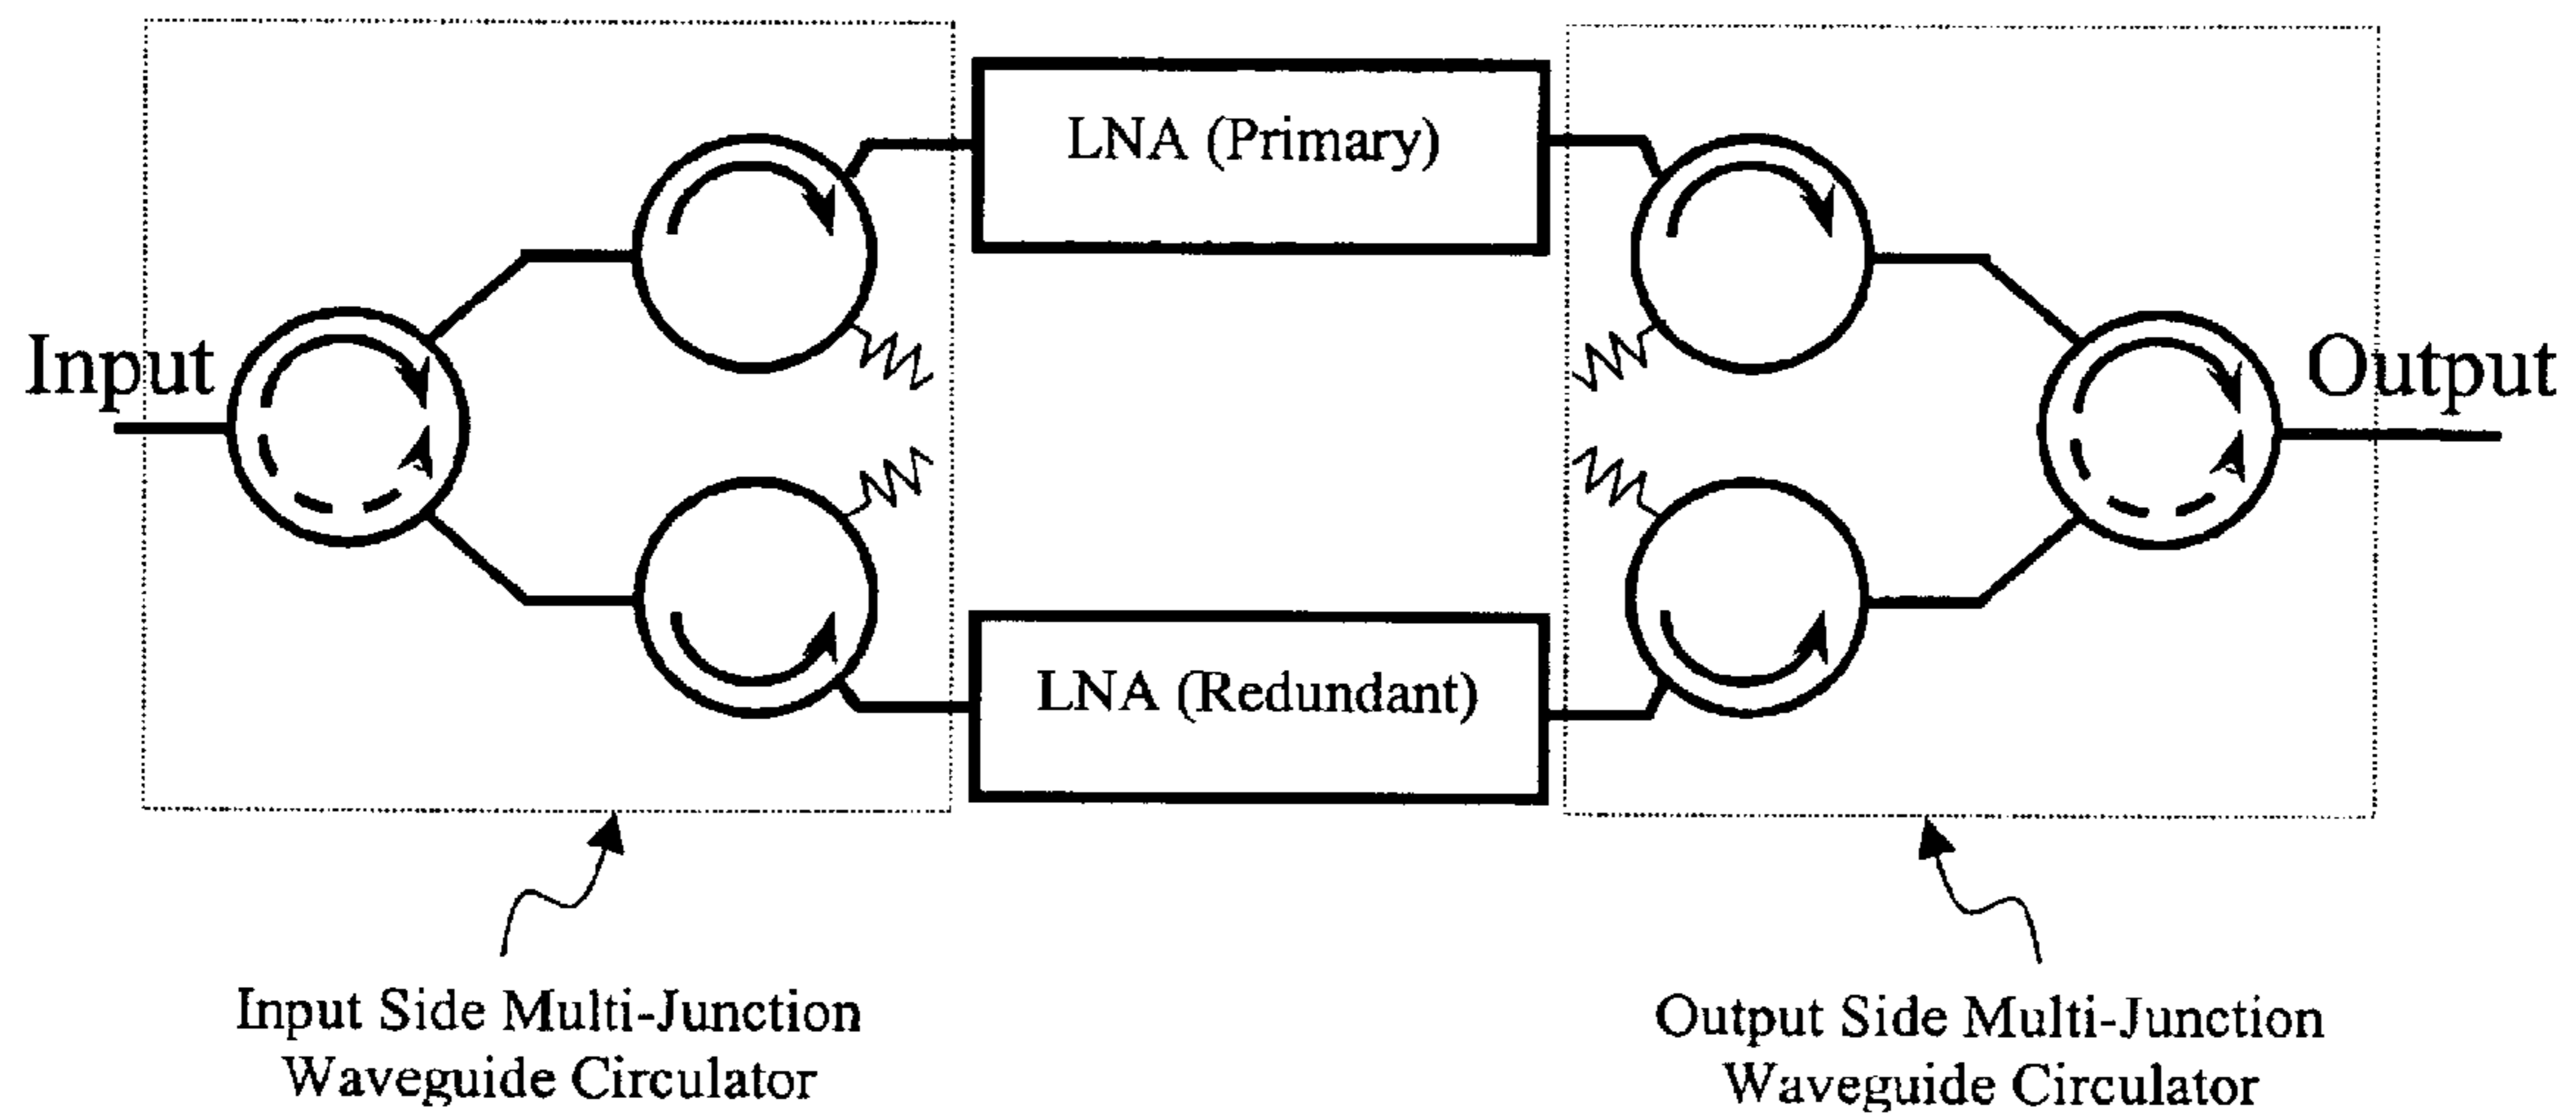 LNA (Primary)
Input
Output
LNA (Redundant)
Input Side Multi-Junction
Waveguide Circulator
Output Side Multi-Junction
Waveguide Circulator